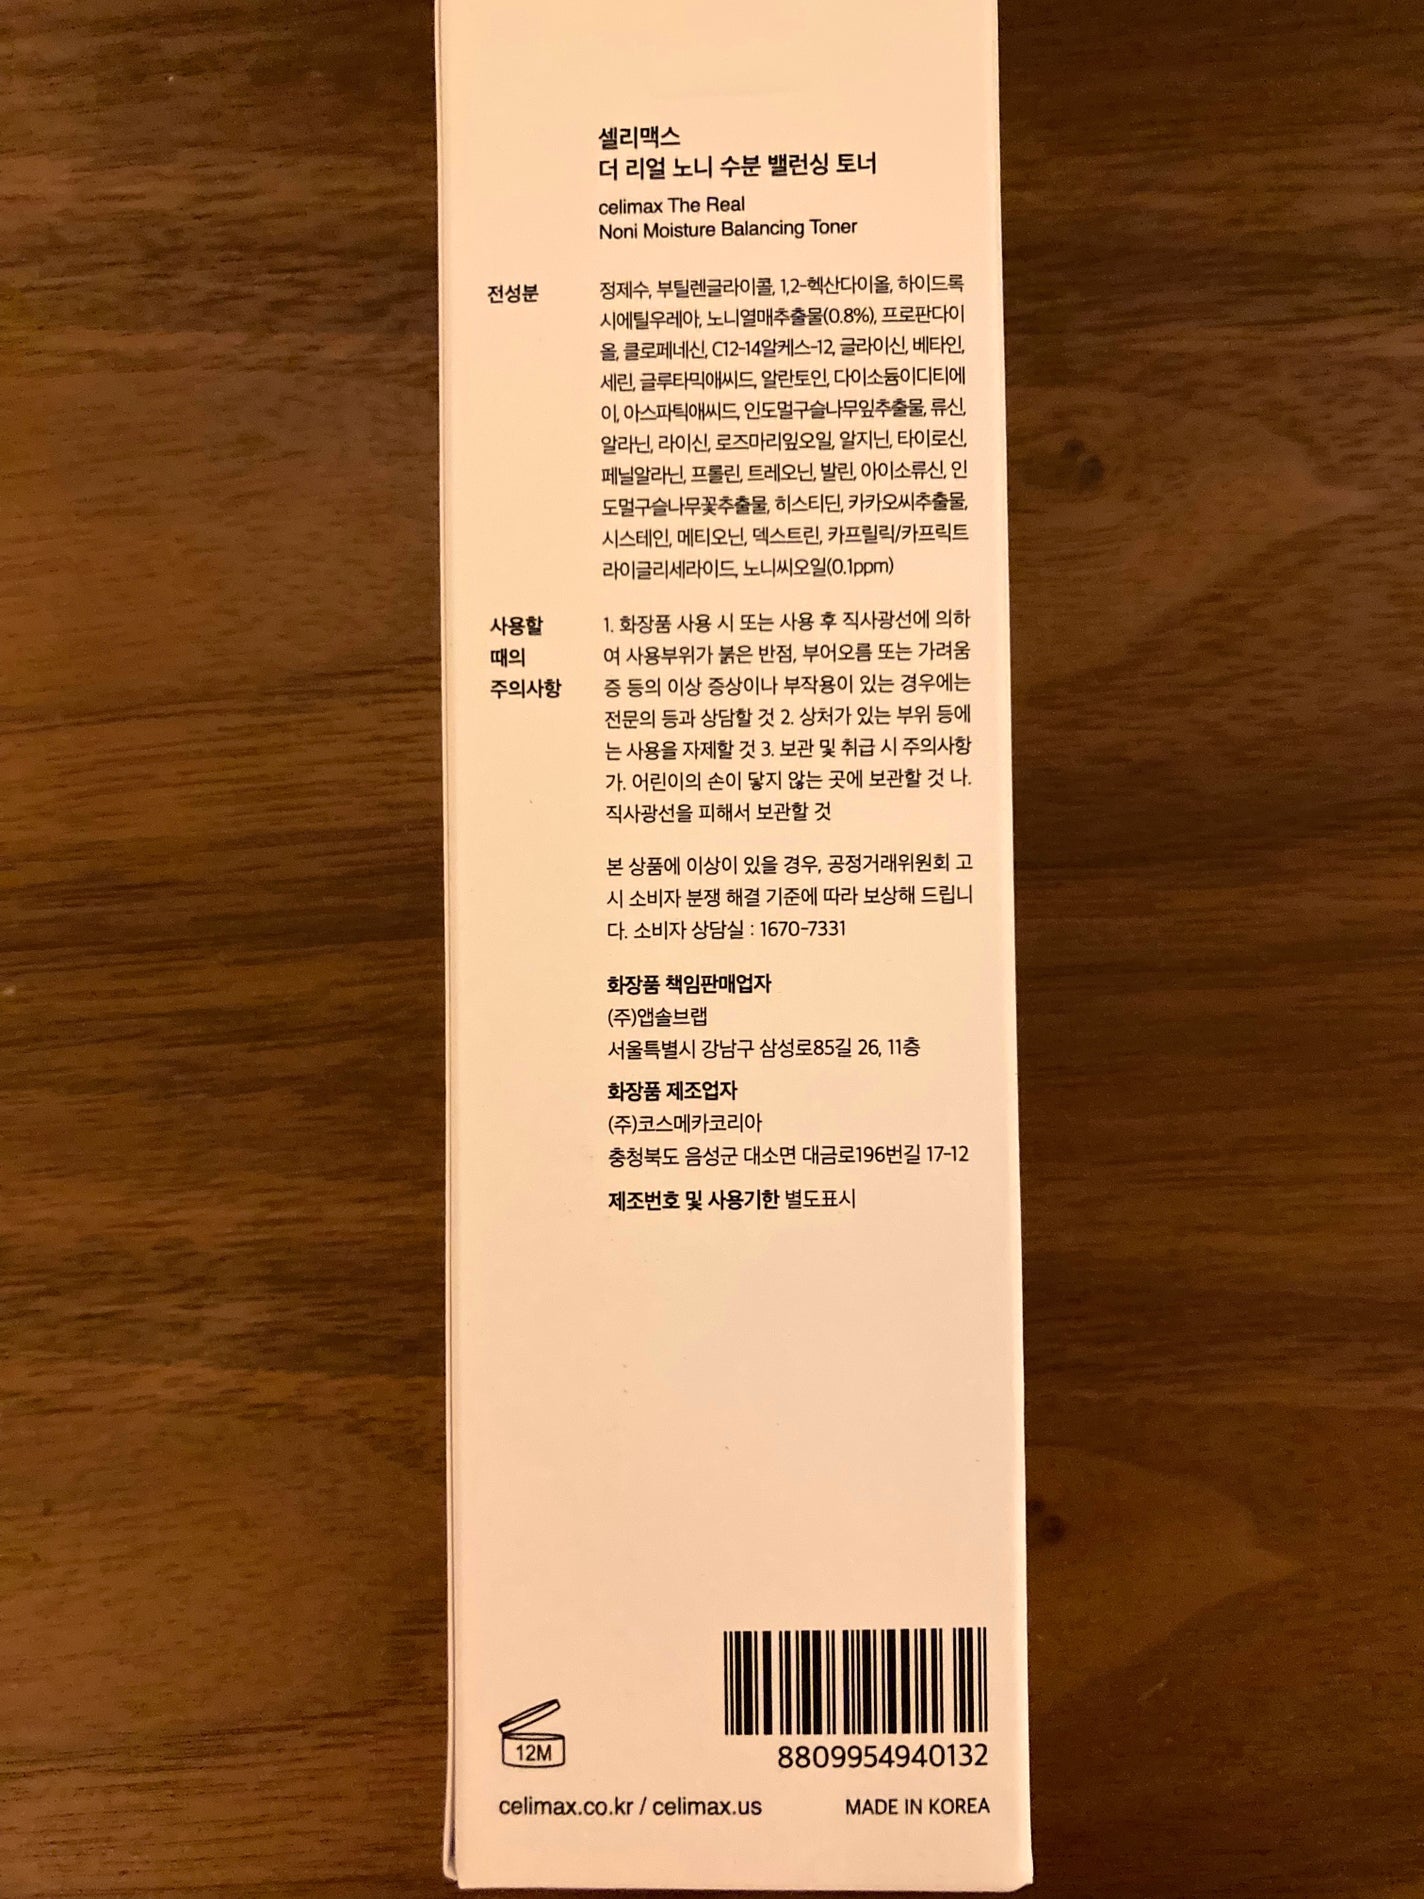 셀리맥스
더 리얼 노니 수분 밸런싱 토너
celimax The Real
Noni Moisture Balancing Toner
전성분
정제수, 부틸렌글라이콜, 1,2-헥산다이올, 하이드록
시에틸우레아, 노니열매추출물(0.8%), 프로판다이
올, 클로페네신, C12-14알케스-12, 글라이신, 베타인,
세린, 글루타믹애씨드, 알란토인, 다이소듐이디티에
이, 아스파틱애씨드, 인도멀구슬나무잎추출물, 류신,
알라닌, 라이신, 로즈마리잎오일, 알지닌, 타이로신,
페닐알라닌, 프롤린, 트레오닌, 발린, 아이소류신, 인
도멀구슬나무꽃추출물, 히스티딘, 카카오씨추출물,
시스테인, 메티오닌, 덱스트린, 카프릴릭/카프릭트
라이글리세라이드, 노니씨오일(0.1ppm)
사용할
때의
주의사항
1. 화장품 사용 시 또는 사용 후 직사광선에 의하
여 사용부위가 붉은 반점, 부어오름 또는 가려움
증 등의 이상 증상이나 부작용이 있는 경우에는
전문의 등과 상담할 것 2. 상처가 있는 부위 등에
는 사용을 자제할 것 3. 보관 및 취급 시 주의사항
가. 어린이의 손이 닿지 않는 곳에 보관할 것 나.
직사광선을 피해서 보관할 것
본 상품에 이상이 있을 경우, 공정거래위원회 고
시 소비자 분쟁 해결 기준에 따라 보상해 드립니
다. 소비자 상담실 : 1670-7331
화장품 책임판매업자
(주)앱솔브랩
서울특별시 강남구 삼성로85길 26, 11층
화장품 제조업자
(주)코스메카코리아
충청북도 음성군 대소면 대금로196번길 17-12
제조번호 및 사용기한 별도표시
12M
8809954940132
celimax.co.kr / celimax.us
MADE IN KOREA